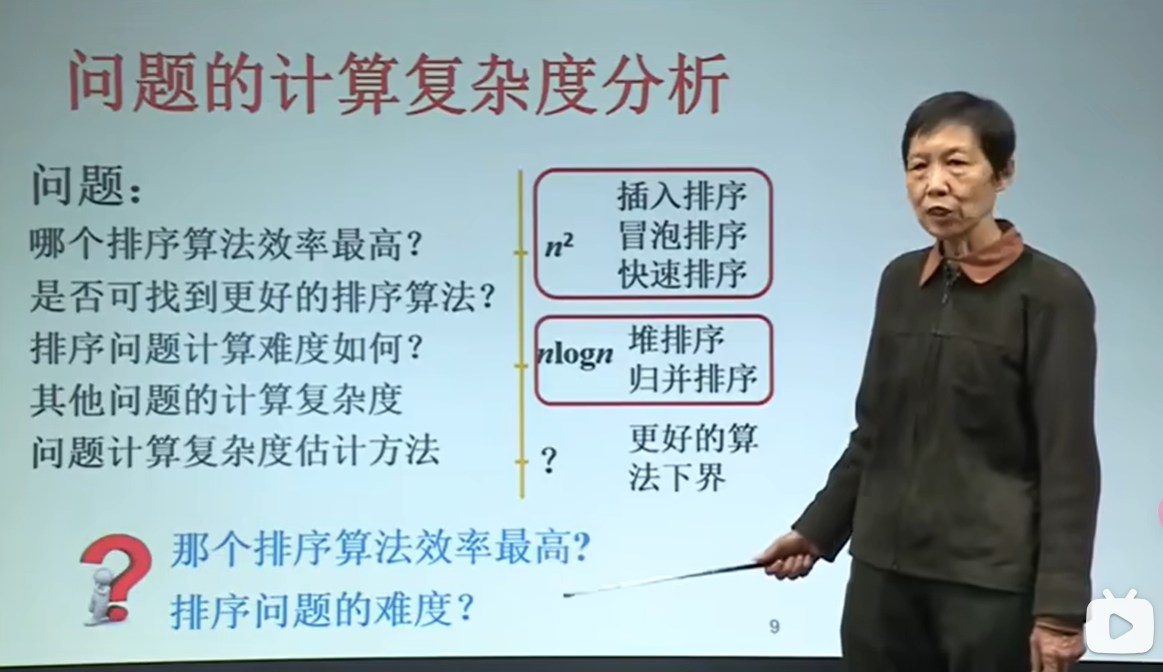 问题的计算复杂度分析
问题：
哪个排序算法效率最高？
是否可找到更好的排序算法？
排序问题计算难度如何？
其他问题的计算复杂度
问题计算复杂度估计方法
n² 插入排序
冒泡排序
快速排序
nlogn 堆排序
归并排序
? 更好的算
法下界
? 那个排序算法效率最高?
排序问题的难度？
9